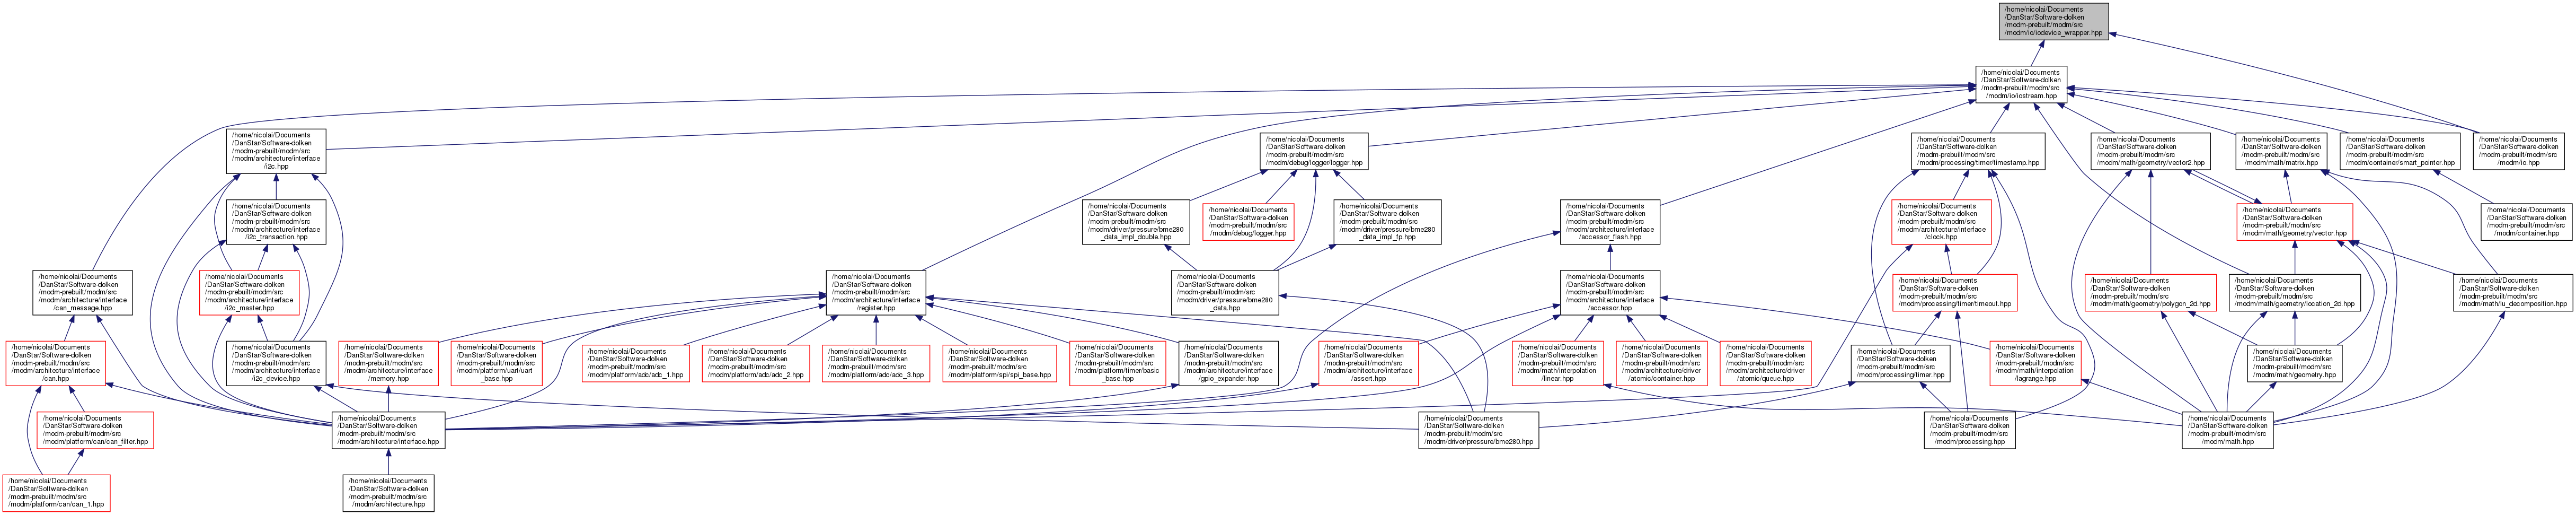 /home/nicolai/Documents
/DanStar/Software-dolken
/modm-prebuilt/modm/src
/modm/io/iodevice_wrapper.hpp
/home/nicolai/Documents
/DanStar/Software-dolken
/modm-prebuilt/modm/src
/modm/io/iostream.hpp
/home/nicolai/Documents
/DanStar/Software-dolken
/modm-prebuilt/modm/src
/modm/architecture/interface
/i2c.hpp
/home/nicolai/Documents
/DanStar/Software-dolken
/modm-prebuilt/modm/src
/modm/debug/logger/logger.hpp
/home/nicolai/Documents
/DanStar/Software-dolken
/modm-prebuilt/modm/src
/modm/processing/timer/timestamp.hpp
/home/nicolai/Documents
/DanStar/Software-dolken
/modm-prebuilt/modm/src
/modm/math/geometry/vector2.hpp
/home/nicolai/Documents
/DanStar/Software-dolken
/modm-prebuilt/modm/src
/modm/math/matrix.hpp
/home/nicolai/Documents
/DanStar/Software-dolken
/modm-prebuilt/modm/src
/modm/container/smart_pointer.hpp
/home/nicolai/Documents
/DanStar/Software-dolken
/modm-prebuilt/modm/src
/modm/io.hpp
/home/nicolai/Documents
/DanStar/Software-dolken
/modm-prebuilt/modm/src
/modm/architecture/interface
/i2c_transaction.hpp
/home/nicolai/Documents
/DanStar/Software-dolken
/modm-prebuilt/modm/src
/modm/driver/pressure/bme280
_data_impl_double.hpp
/home/nicolai/Documents
/DanStar/Software-dolken
/modm-prebuilt/modm/src
/modm/debug/logger.hpp
/home/nicolai/Documents
/DanStar/Software-dolken
/modm-prebuilt/modm/src
/modm/driver/pressure/bme280
_data_impl_fp.hpp
/home/nicolai/Documents
/DanStar/Software-dolken
/modm-prebuilt/modm/src
/modm/architecture/interface
/accessor_flash.hpp
/home/nicolai/Documents
/DanStar/Software-dolken
/modm-prebuilt/modm/src
/modm/architecture/interface
/clock.hpp
/home/nicolai/Documents
/DanStar/Software-dolken
/modm-prebuilt/modm/src
/modm/math/geometry/vector.hpp
/home/nicolai/Documents
/DanStar/Software-dolken
/modm-prebuilt/modm/src
/modm/container.hpp
/home/nicolai/Documents
/DanStar/Software-dolken
/modm-prebuilt/modm/src
/modm/architecture/interface
/can_message.hpp
/home/nicolai/Documents
/DanStar/Software-dolken
/modm-prebuilt/modm/src
/modm/architecture/interface
/i2c_master.hpp
/home/nicolai/Documents
/DanStar/Software-dolken
/modm-prebuilt/modm/src
/modm/architecture/interface
/register.hpp
/home/nicolai/Documents
/DanStar/Software-dolken
/modm-prebuilt/modm/src
/modm/driver/pressure/bme280
_data.hpp
/home/nicolai/Documents
/DanStar/Software-dolken
/modm-prebuilt/modm/src
/modm/architecture/interface
/accessor.hpp
/home/nicolai/Documents
/DanStar/Software-dolken
/modm-prebuilt/modm/src
/modm/processing/timer/timeout.hpp
/home/nicolai/Documents
/DanStar/Software-dolken
/modm-prebuilt/modm/src
/modm/math/geometry/polygon_2d.hpp
/home/nicolai/Documents
/DanStar/Software-dolken
/modm-prebuilt/modm/src
/modm/math/geometry/location_2d.hpp
/home/nicolai/Documents
/DanStar/Software-dolken
/modm-prebuilt/modm/src
/modm/math/lu_decomposition.hpp
/home/nicolai/Documents
/DanStar/Software-dolken
/modm-prebuilt/modm/src
/modm/architecture/interface
/can.hpp
/home/nicolai/Documents
/DanStar/Software-dolken
/modm-prebuilt/modm/src
/modm/architecture/interface
/i2c_device.hpp
/home/nicolai/Documents
/DanStar/Software-dolken
/modm-prebuilt/modm/src
/modm/architecture/interface
/memory.hpp
/home/nicolai/Documents
/DanStar/Software-dolken
/modm-prebuilt/modm/src
/modm/platform/uart/uart
_base.hpp
/home/nicolai/Documents
/DanStar/Software-dolken
/modm-prebuilt/modm/src
/modm/platform/adc/adc_1.hpp
/home/nicolai/Documents
/DanStar/Software-dolken
/modm-prebuilt/modm/src
/modm/platform/adc/adc_2.hpp
/home/nicolai/Documents
/DanStar/Software-dolken
/modm-prebuilt/modm/src
/modm/platform/adc/adc_3.hpp
/home/nicolai/Documents
/DanStar/Software-dolken
/modm-prebuilt/modm/src
/modm/platform/spi/spi_base.hpp
/home/nicolai/Documents
/DanStar/Software-dolken
/modm-prebuilt/modm/src
/modm/platform/timer/basic
_base.hpp
/home/nicolai/Documents
/DanStar/Software-dolken
/modm-prebuilt/modm/src
/modm/architecture/interface
/gpio_expander.hpp
/home/nicolai/Documents
/DanStar/Software-dolken
/modm-prebuilt/modm/src
/modm/architecture/interface
/assert.hpp
/home/nicolai/Documents
/DanStar/Software-dolken
/modm-prebuilt/modm/src
/modm/math/interpolation
/linear.hpp
/home/nicolai/Documents
/DanStar/Software-dolken
/modm-prebuilt/modm/src
/modm/architecture/driver
/atomic/container.hpp
/home/nicolai/Documents
/DanStar/Software-dolken
/modm-prebuilt/modm/src
/modm/architecture/driver
/atomic/queue.hpp
/home/nicolai/Documents
/DanStar/Software-dolken
/modm-prebuilt/modm/src
/modm/processing/timer.hpp
/home/nicolai/Documents
/DanStar/Software-dolken
/modm-prebuilt/modm/src
/modm/math/interpolation
/lagrange.hpp
/home/nicolai/Documents
/DanStar/Software-dolken
/modm-prebuilt/modm/src
/modm/math/geometry.hpp
/home/nicolai/Documents
/DanStar/Software-dolken
/modm-prebuilt/modm/src
/modm/platform/can/can_filter.hpp
/home/nicolai/Documents
/DanStar/Software-dolken
/modm-prebuilt/modm/src
/modm/architecture/interface.hpp
/home/nicolai/Documents
/DanStar/Software-dolken
/modm-prebuilt/modm/src
/modm/driver/pressure/bme280.hpp
/home/nicolai/Documents
/DanStar/Software-dolken
/modm-prebuilt/modm/src
/modm/processing.hpp
/home/nicolai/Documents
/DanStar/Software-dolken
/modm-prebuilt/modm/src
/modm/math.hpp
/home/nicolai/Documents
/DanStar/Software-dolken
/modm-prebuilt/modm/src
/modm/platform/can/can_1.hpp
/home/nicolai/Documents
/DanStar/Software-dolken
/modm-prebuilt/modm/src
/modm/architecture.hpp